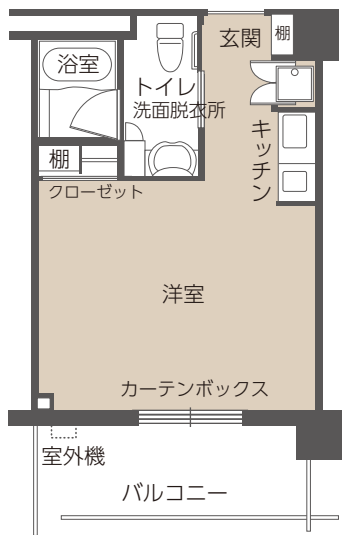 玄関
棚
浴室
トイレ
洗面脱衣所
キッチン
棚
クローゼット
洋室
カーテンボックス
室外機
バルコニー